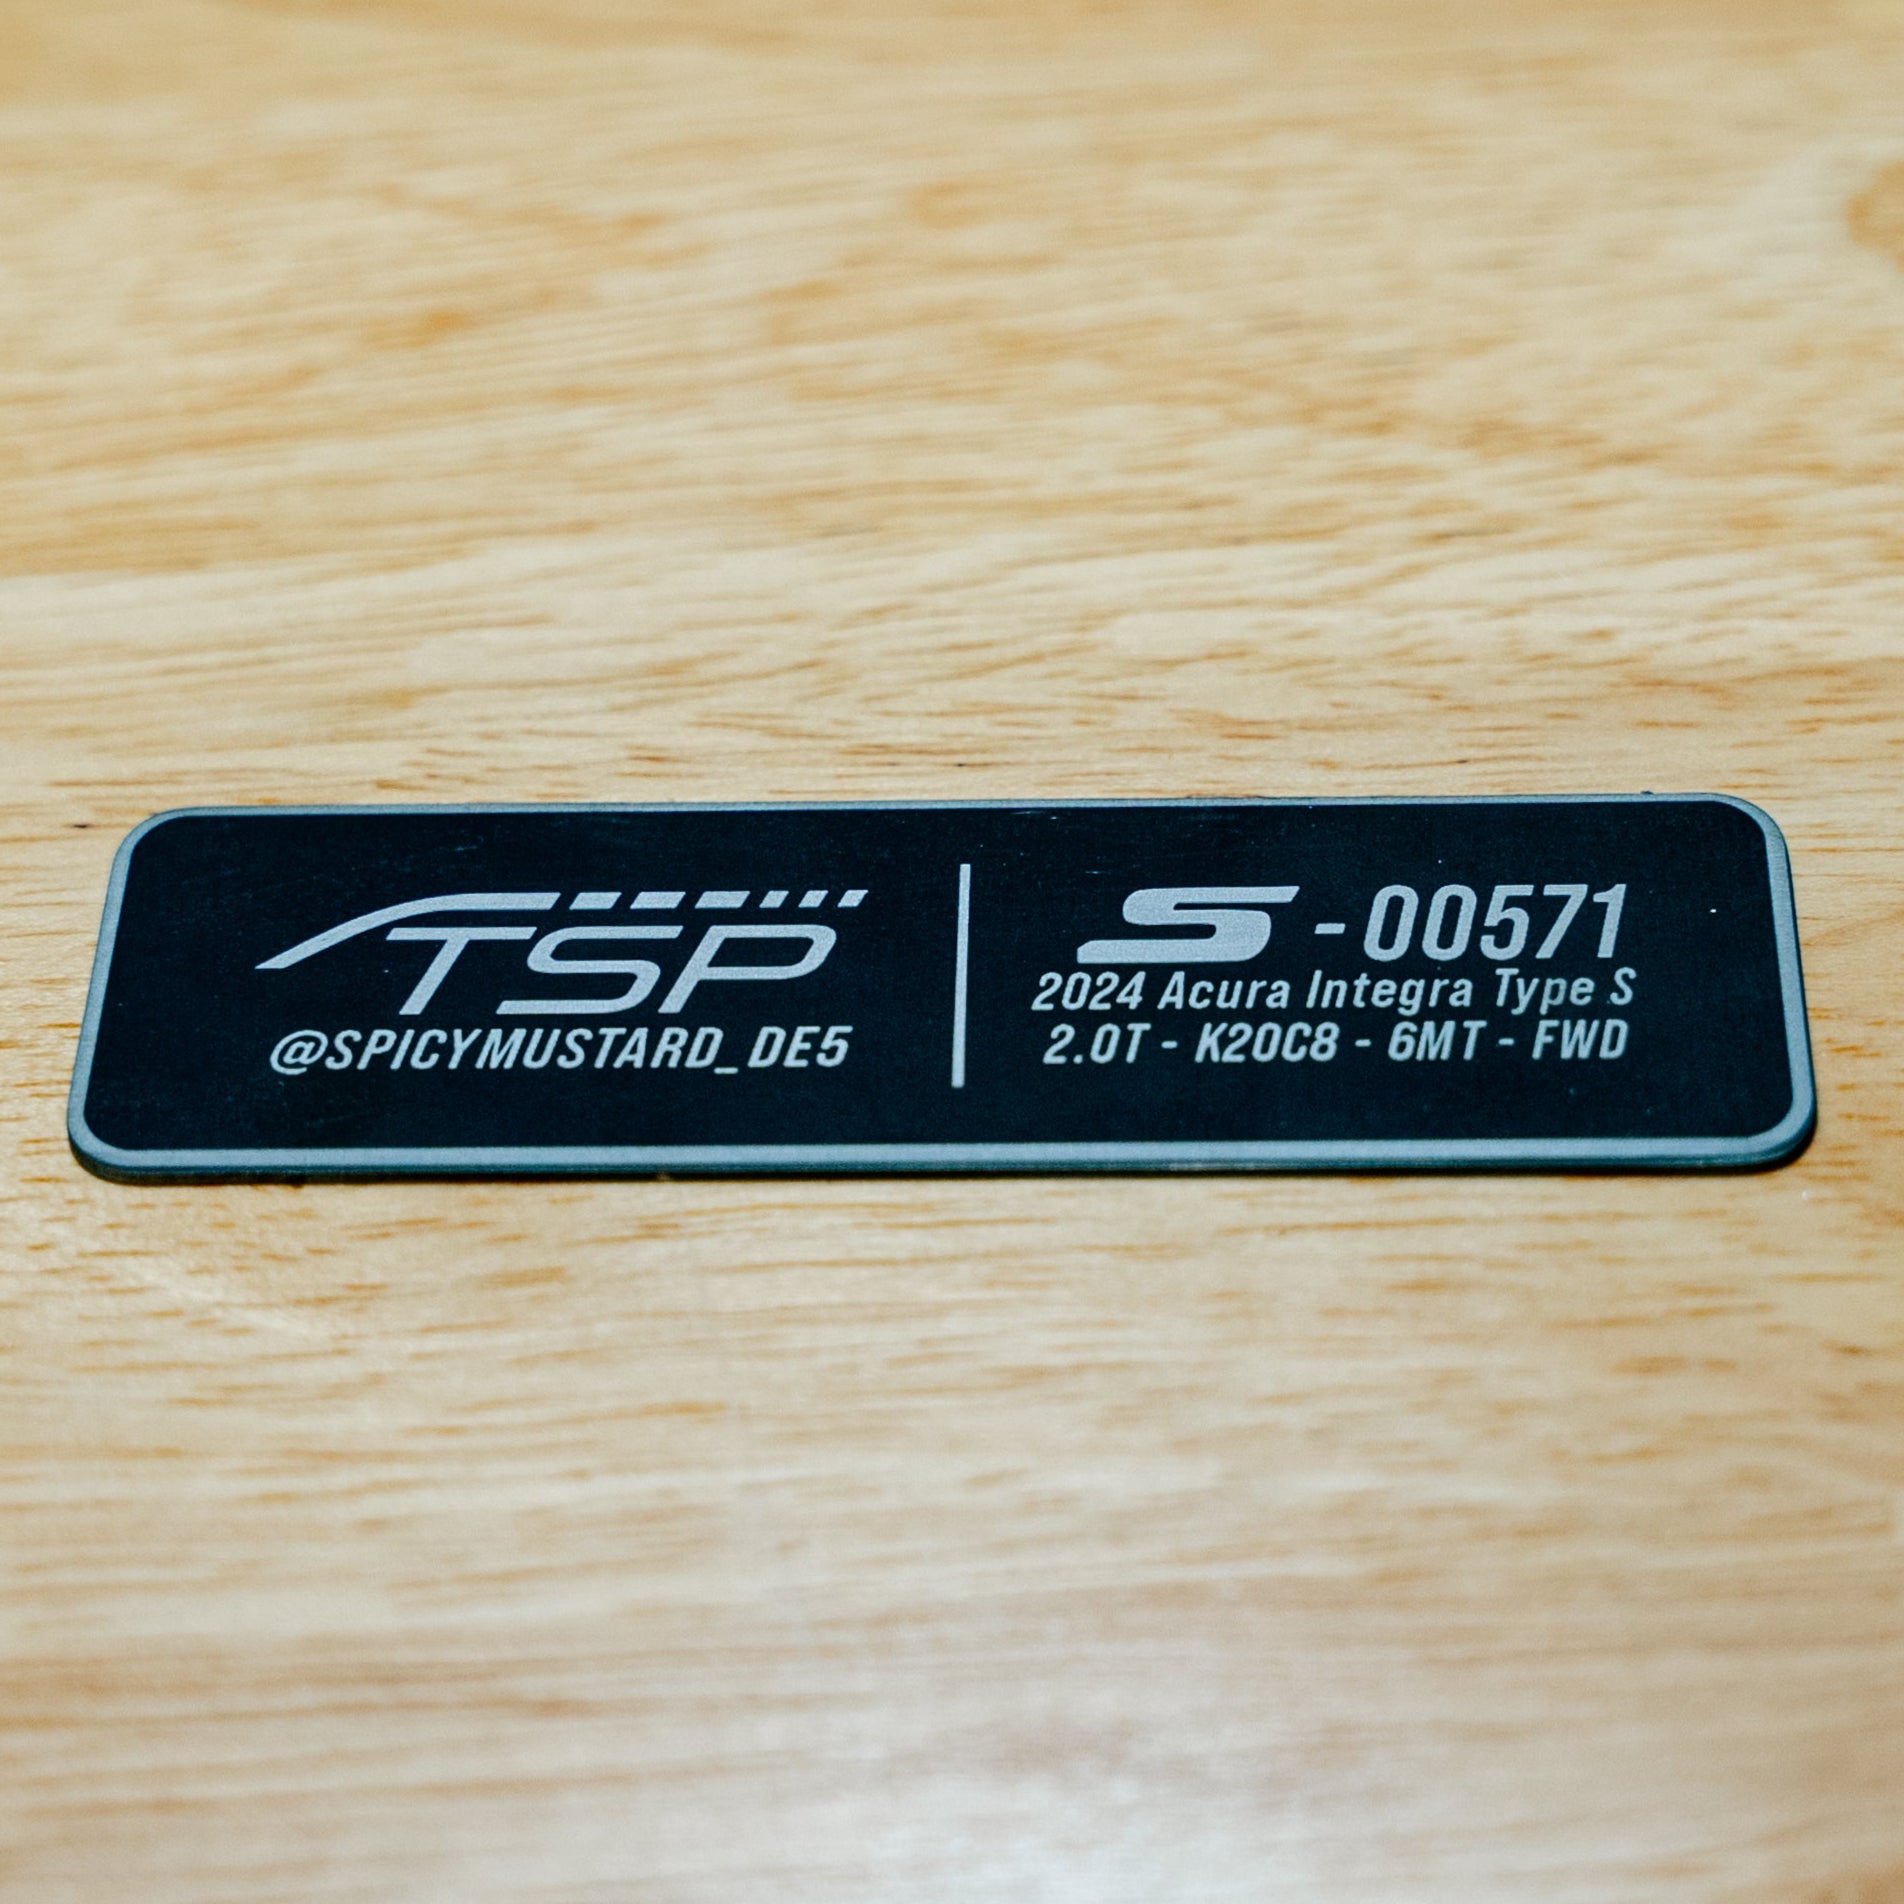 TSP
@SPICYMUSTARD_DE5
S-00571
2024 Acura Integra Type S
2.0T - K20C8 - 6MT - FWD